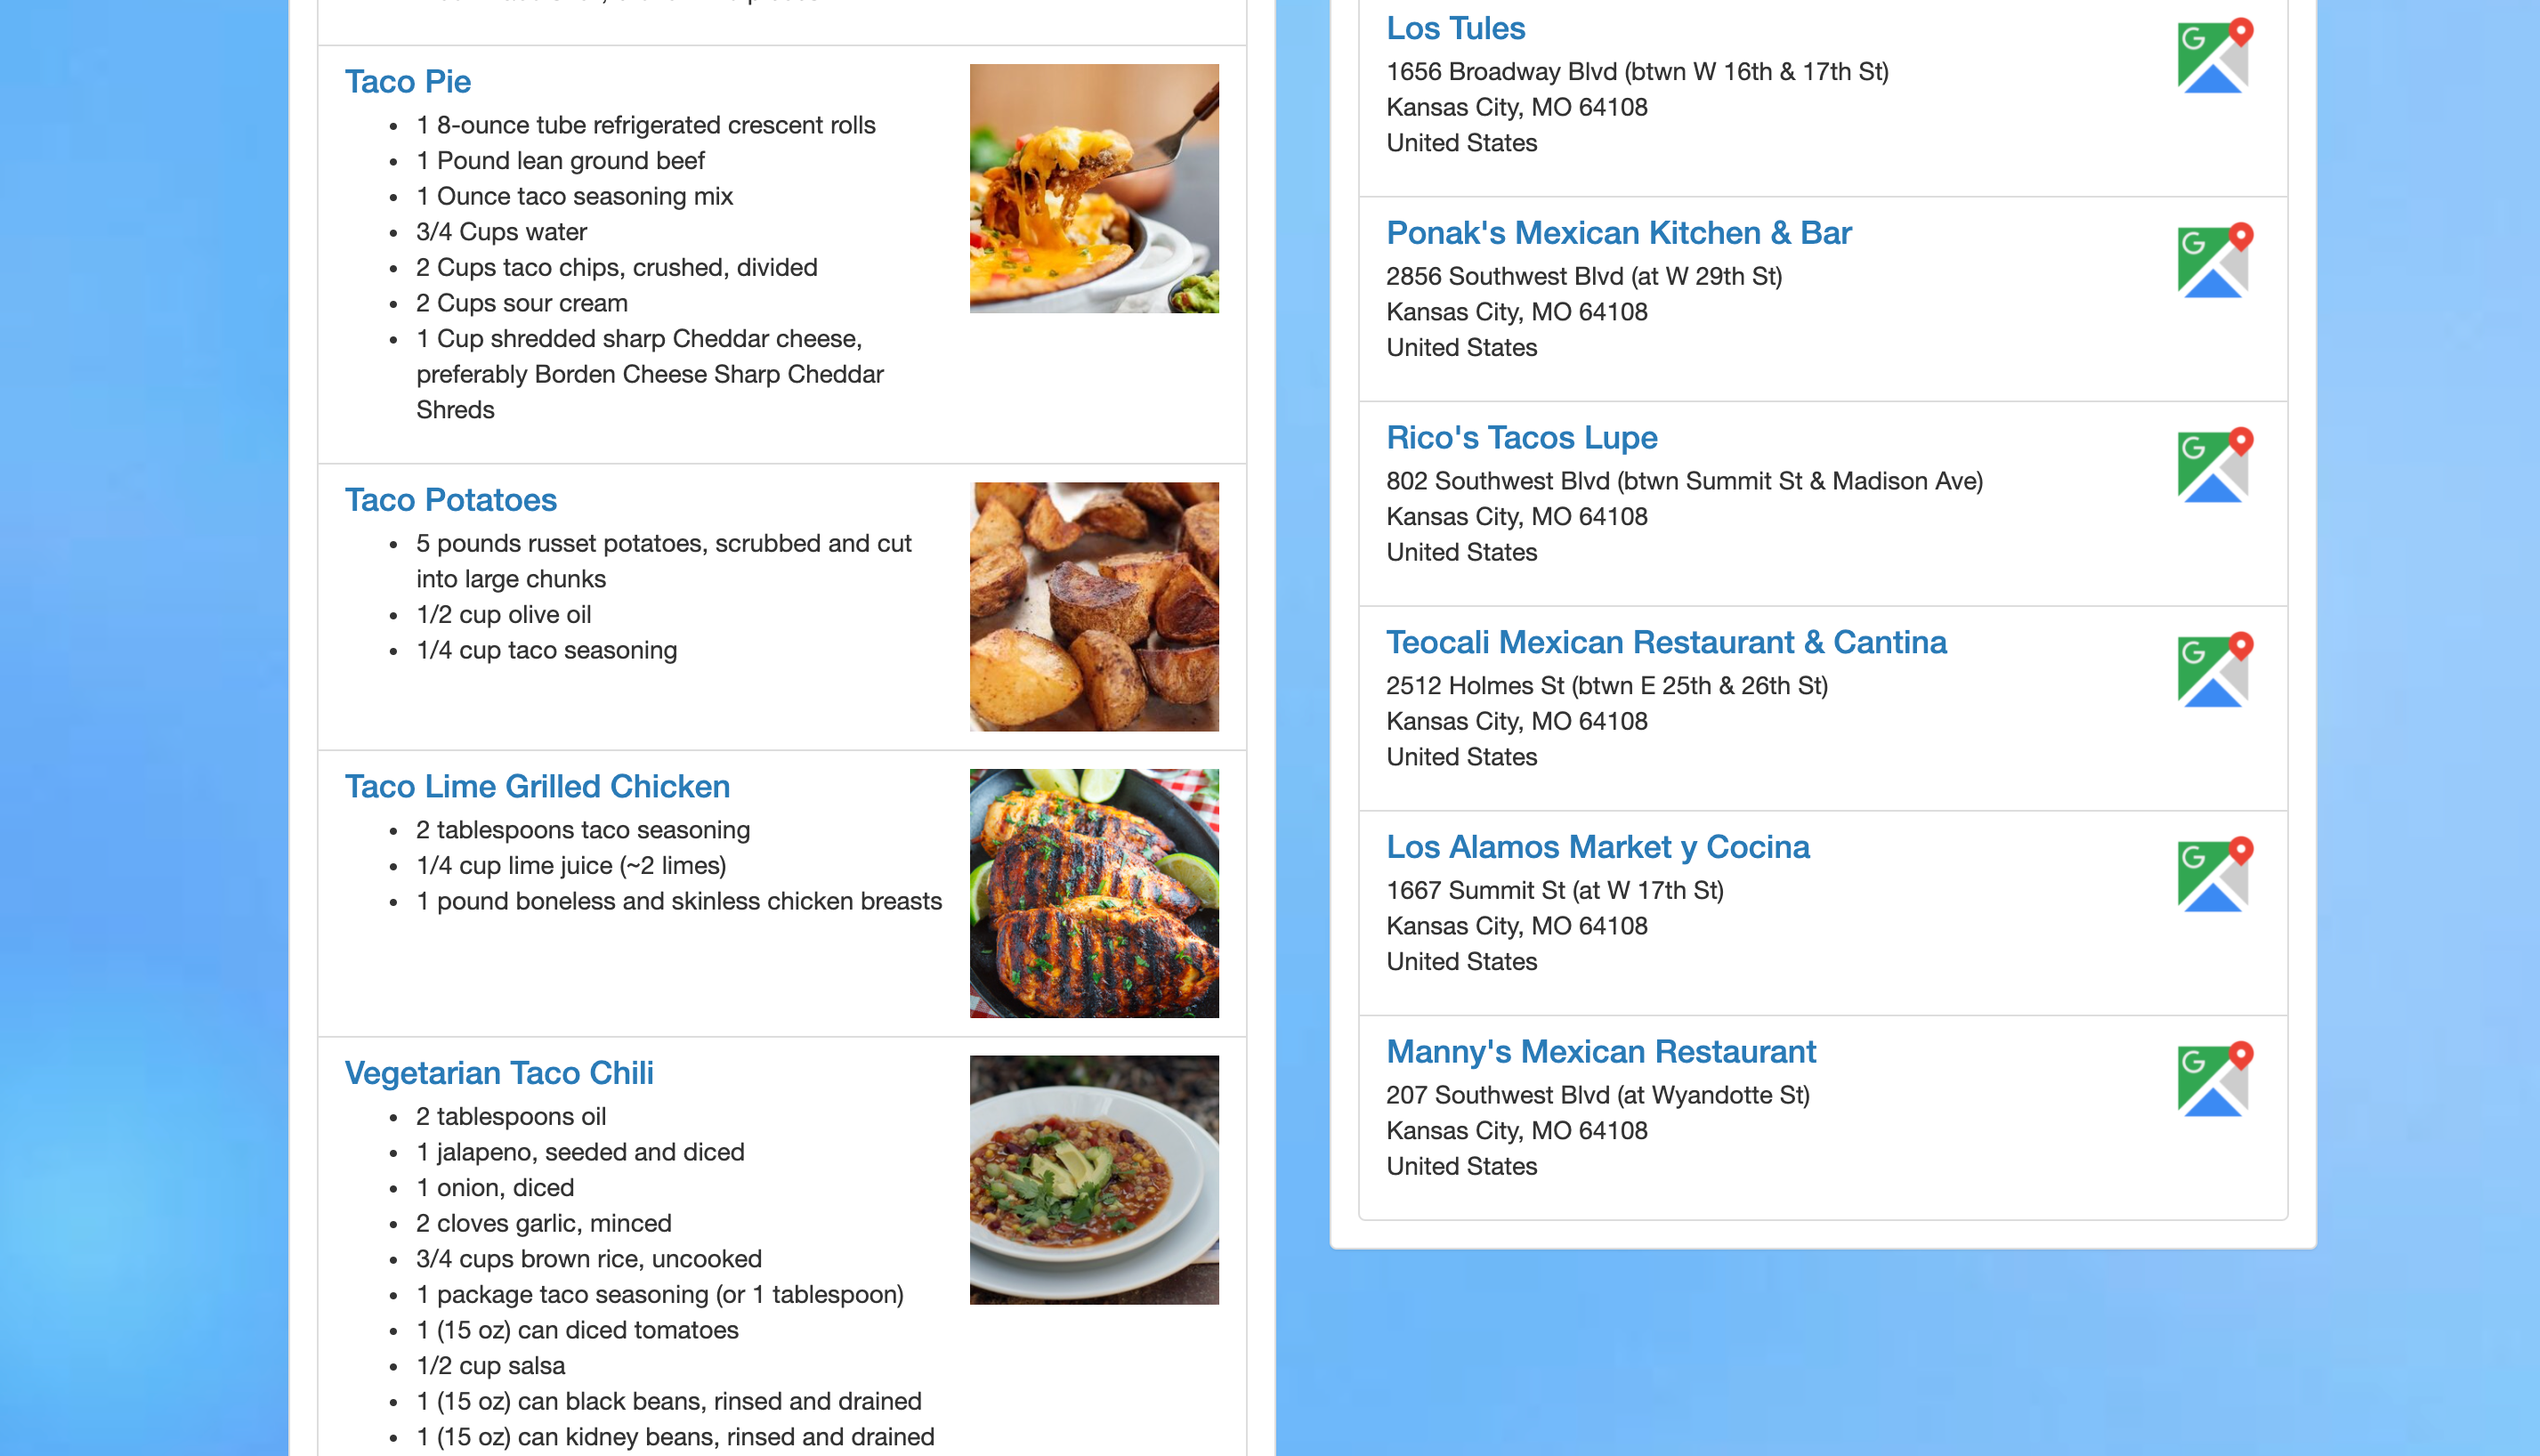 Taco Pie
• 1 8-ounce tube refrigerated crescent rolls
• 1 Pound lean ground beef
• 1 Ounce taco seasoning mix
• 3/4 Cups water
• 2 Cups taco chips, crushed, divided
• 2 Cups sour cream
• 1 Cup shredded sharp Cheddar cheese,
preferably Borden Cheese Sharp Cheddar
Shreds
Taco Potatoes
• 5 pounds russet potatoes, scrubbed and cut
into large chunks
• 1/2 cup olive oil
• 1/4 cup taco seasoning
Taco Lime Grilled Chicken
• 2 tablespoons taco seasoning
• 1/4 cup lime juice (~2 limes)
• 1 pound boneless and skinless chicken breasts
Vegetarian Taco Chili
• 2 tablespoons oil
• 1 jalapeno, seeded and diced
• 1 onion, diced
• 2 cloves garlic, minced
• 3/4 cups brown rice, uncooked
• 1 package taco seasoning (or 1 tablespoon)
• 1 (15 oz) can diced tomatoes
• 1/2 cup salsa
• 1 (15 oz) can black beans, rinsed and drained
• 1 (15 oz) can kidney beans, rinsed and drained
Los Tules
1656 Broadway Blvd (btwn W 16th & 17th St)
Kansas City, MO 64108
United States
G
Ponak's Mexican Kitchen & Bar
2856 Southwest Blvd (at W 29th St)
Kansas City, MO 64108
United States
G
Rico's Tacos Lupe
802 Southwest Blvd (btwn Summit St & Madison Ave)
Kansas City, MO 64108
United States
G
Teocali Mexican Restaurant & Cantina
2512 Holmes St (btwn E 25th & 26th St)
Kansas City, MO 64108
United States
G
Los Alamos Market y Cocina
1667 Summit St (at W 17th St)
Kansas City, MO 64108
United States
G
Manny's Mexican Restaurant
207 Southwest Blvd (at Wyandotte St)
Kansas City, MO 64108
United States
G